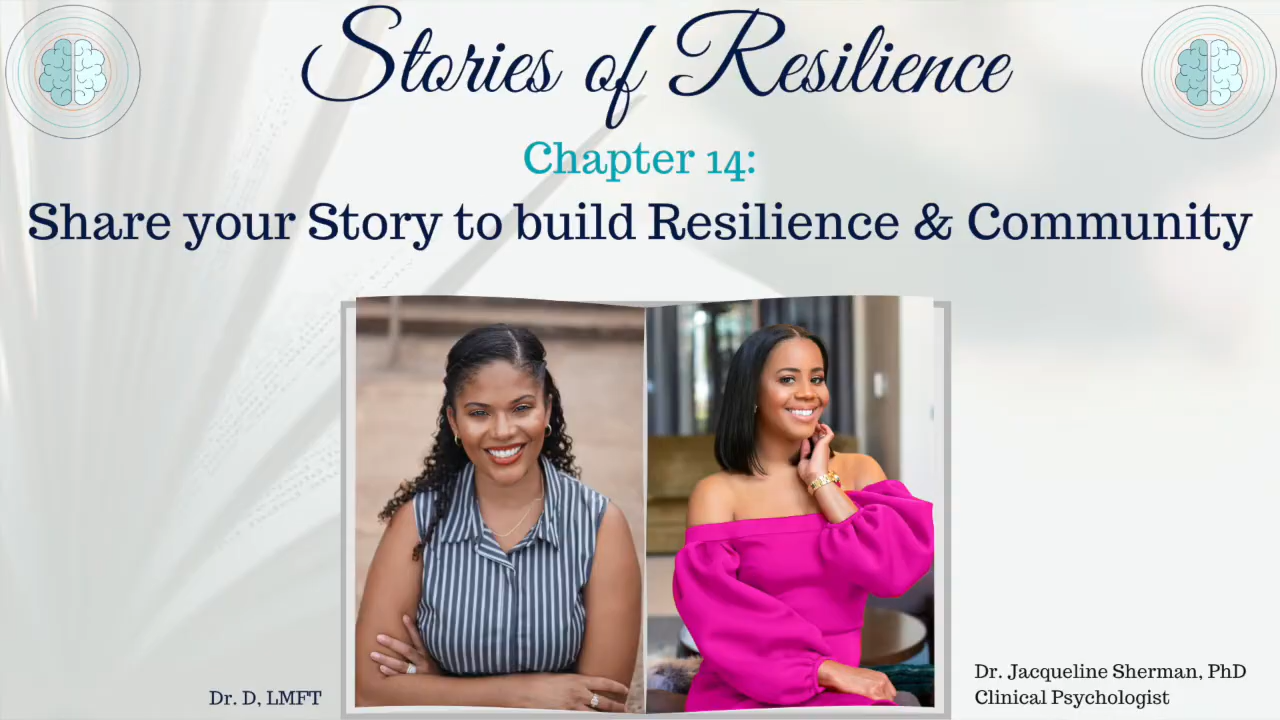 Stories of Resilience
Chapter 14:
Share your Story to build Resilience & Community
Dr. D, LMFT
Dr. Jacqueline Sherman, PhD
Clinical Psychologist